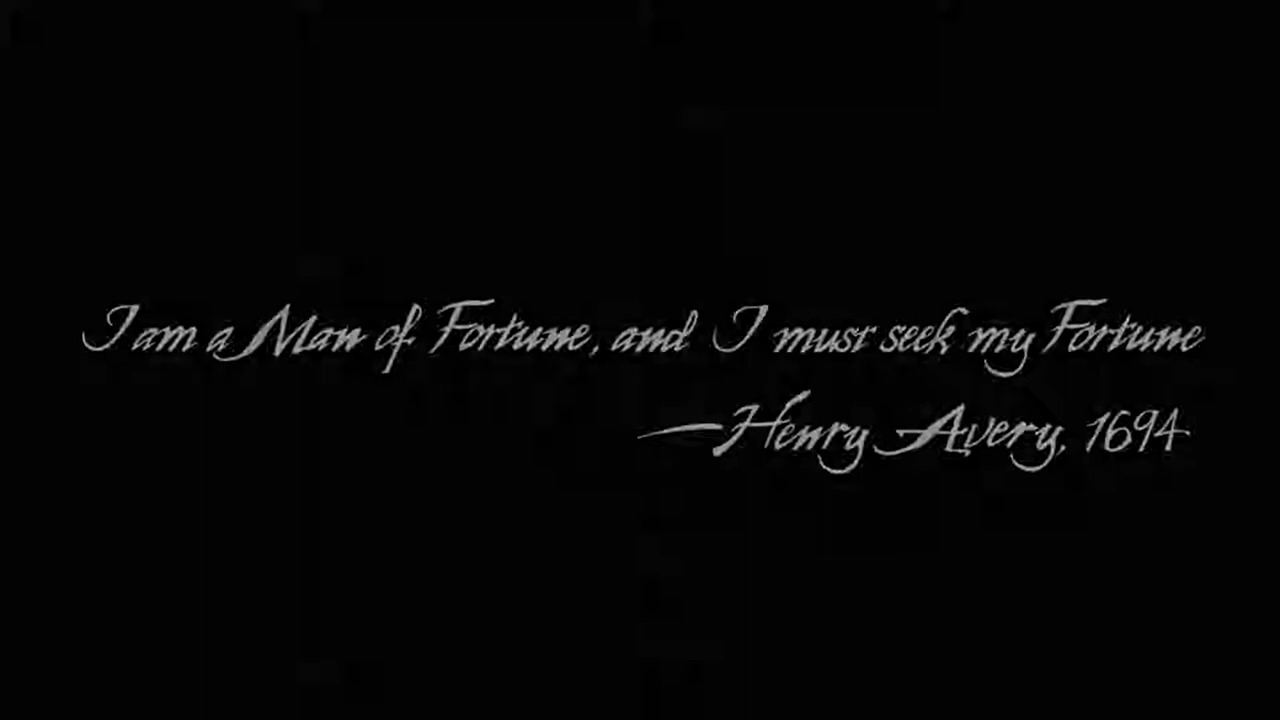 I am a Man of Fortune, and I must seek my Fortune
—Henry Avery, 1694